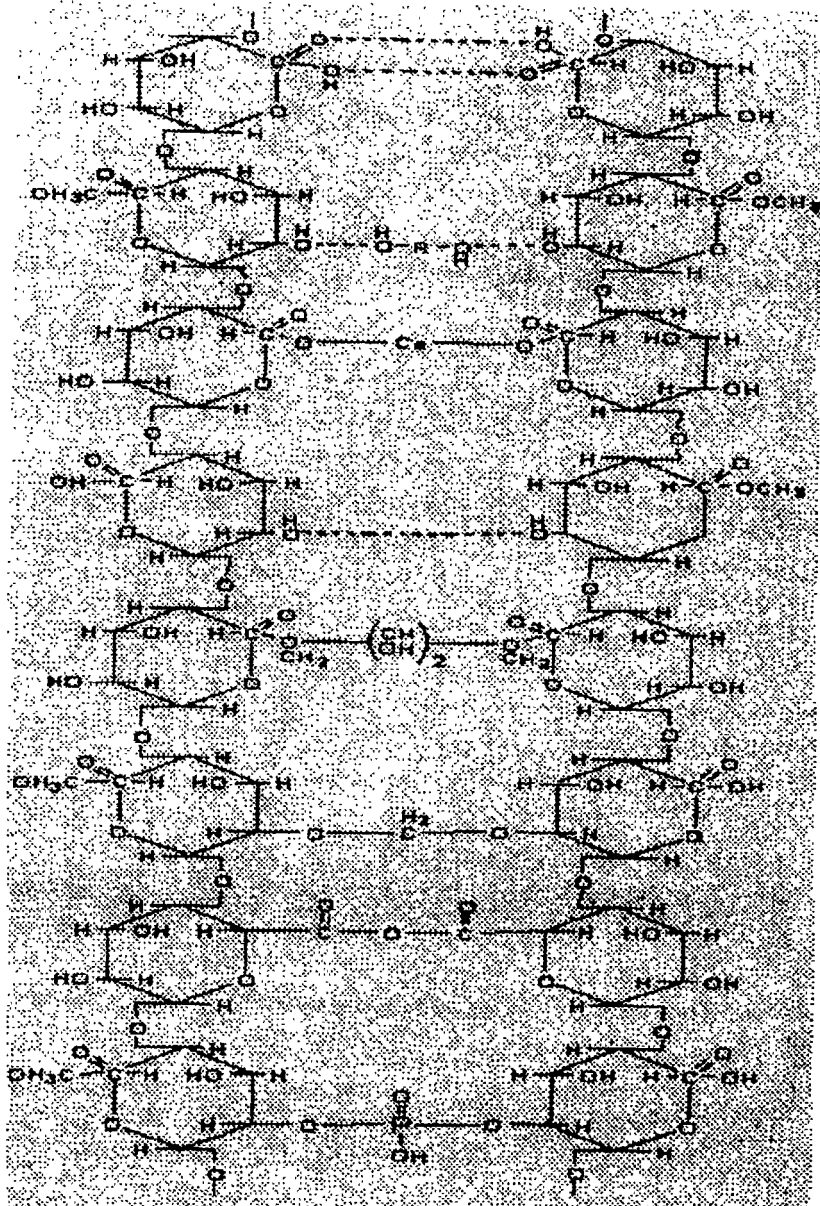 O O O H O
H OH C OH O C H HO H
HO H O O H OH
O H H O
O H H O
OH₃C C H HO H H OH H C OCH₃
O H O H H O R O H O H H O
H H
O O
H H
H OH H C O O Ca O O C H HO H
HO H O O H OH
H H
O O
H H
OH C H HO H H OH H C OCH₃
O H O H H O
H H
O O
H H
H OH H C O O CH₂ (CH OH)₂ O CH₂ O C H HO H
HO H O O H OH
H H
O O
H H
OH₃C C H HO H H OH H C OH
O H O CH₂ O H O
H H
O O
H O O H
H OH H C O C H HO H
HO H O O H OH
H H
O O
H H
OH₃C C H HO H H OH H C OH
O H O P O H O
H OH H
O O